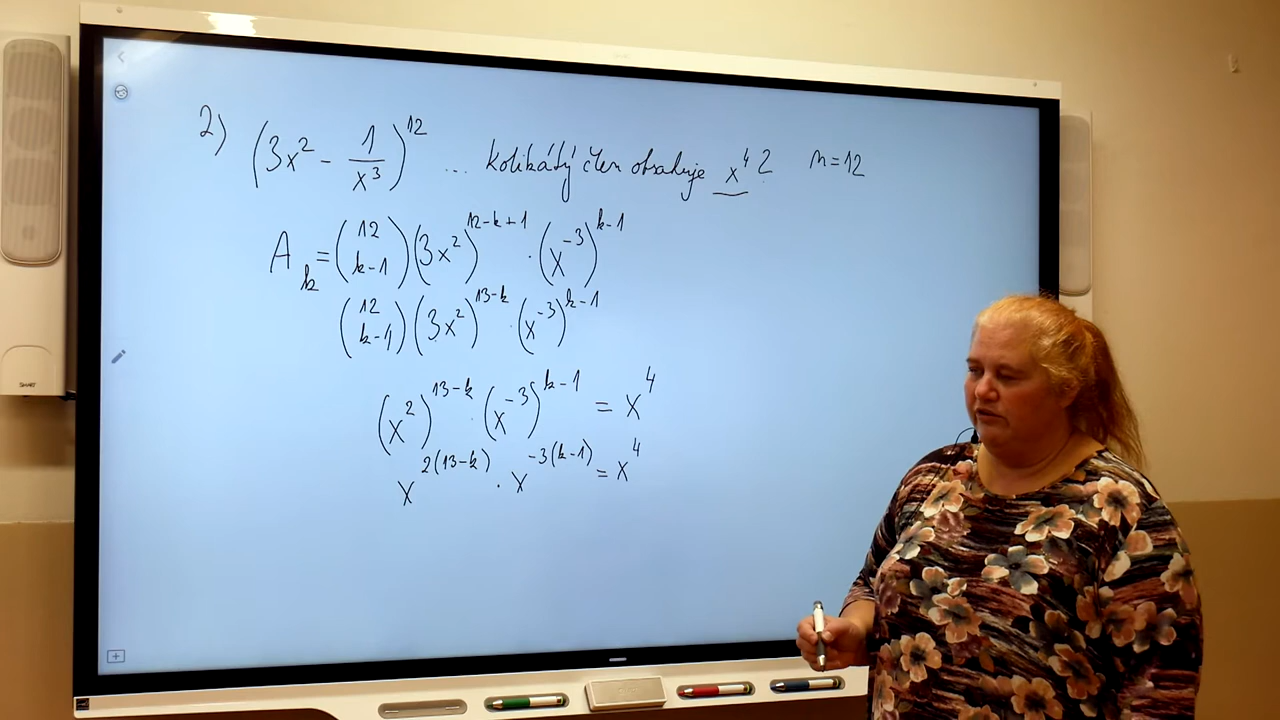 2) (3x² - 1/x³)¹² ... kolikátý člen obsahuje x⁴? n=12
A_k = (12 k-1) (3x²)^(12-k+1) · (x⁻³)^(k-1)
(12 k-1) (3x²)^(13-k) · (x⁻³)^(k-1)
(x²)^(13-k) · (x⁻³)^(k-1) = x⁴
x^(2(13-k)) · x^(-3(k-1)) = x⁴
SMART